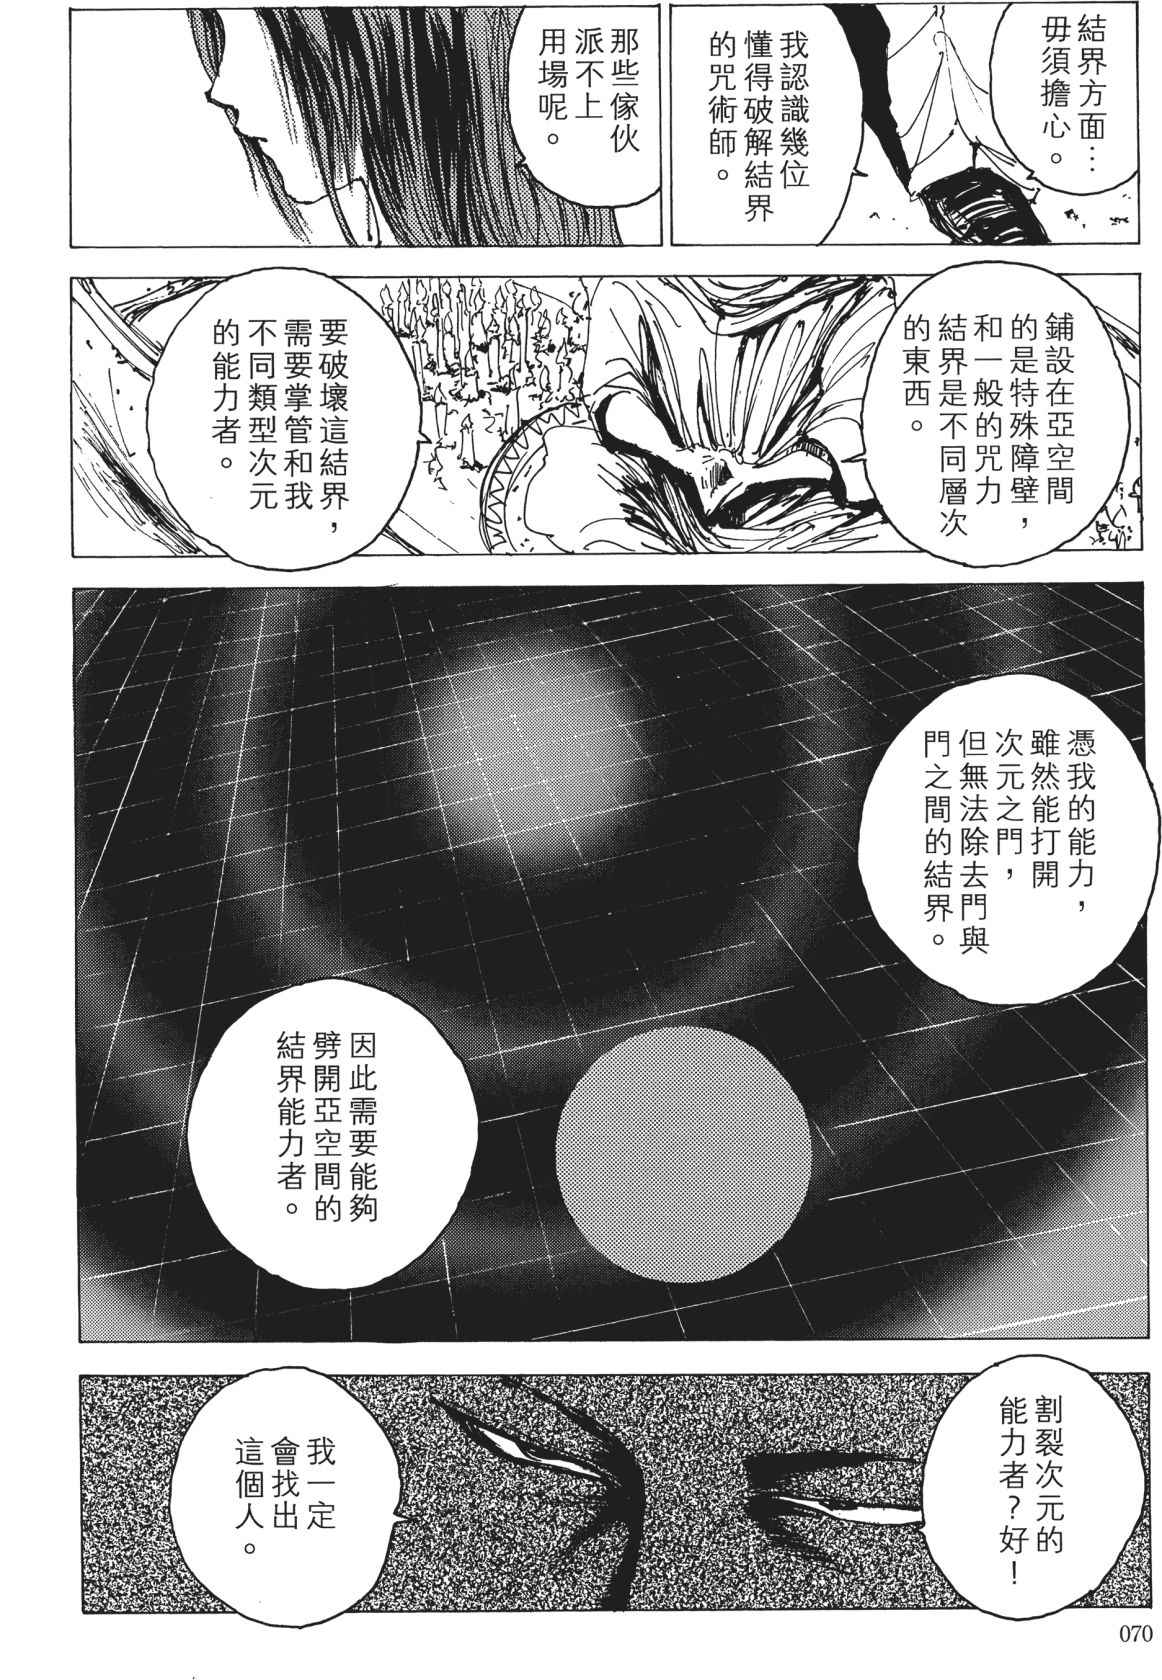 結界方面…
毋須擔心。
我認識幾位
懂得破解結界
的咒術師。
那些傢伙
派不上
用場呢。
鋪設在亞空間
的是特殊障壁，
和一般的咒力
結界是不同層次
的東西。
要破壞這結界，
需要掌管和我
不同類型次元
的能力者。
憑我的能力，
雖然能打開
次元之門，
但無法除去門與
門之間的結界。
因此需要能夠
劈開亞空間的
結界能力者。
割裂次元的
能力者？好！
我一定
會找出
這個人。
070